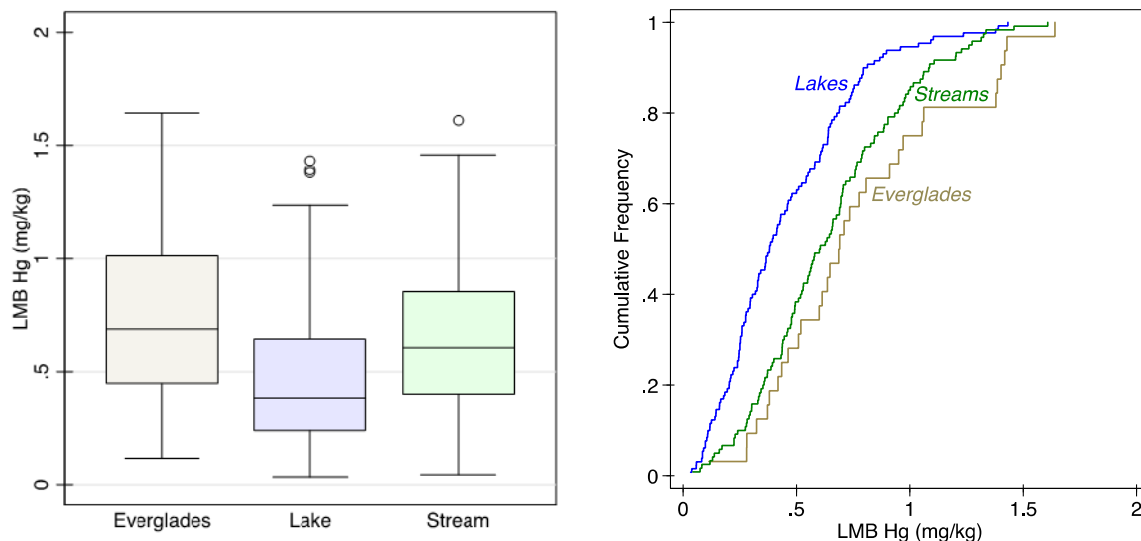 2
1.5
1
.5
0
LMB Hg (mg/kg)
Everglades Lake Stream
1
.8
.6
.4
.2
0
Cumulative Frequency
Lakes
Streams
Everglades
0 .5 1 1.5 2
LMB Hg (mg/kg)